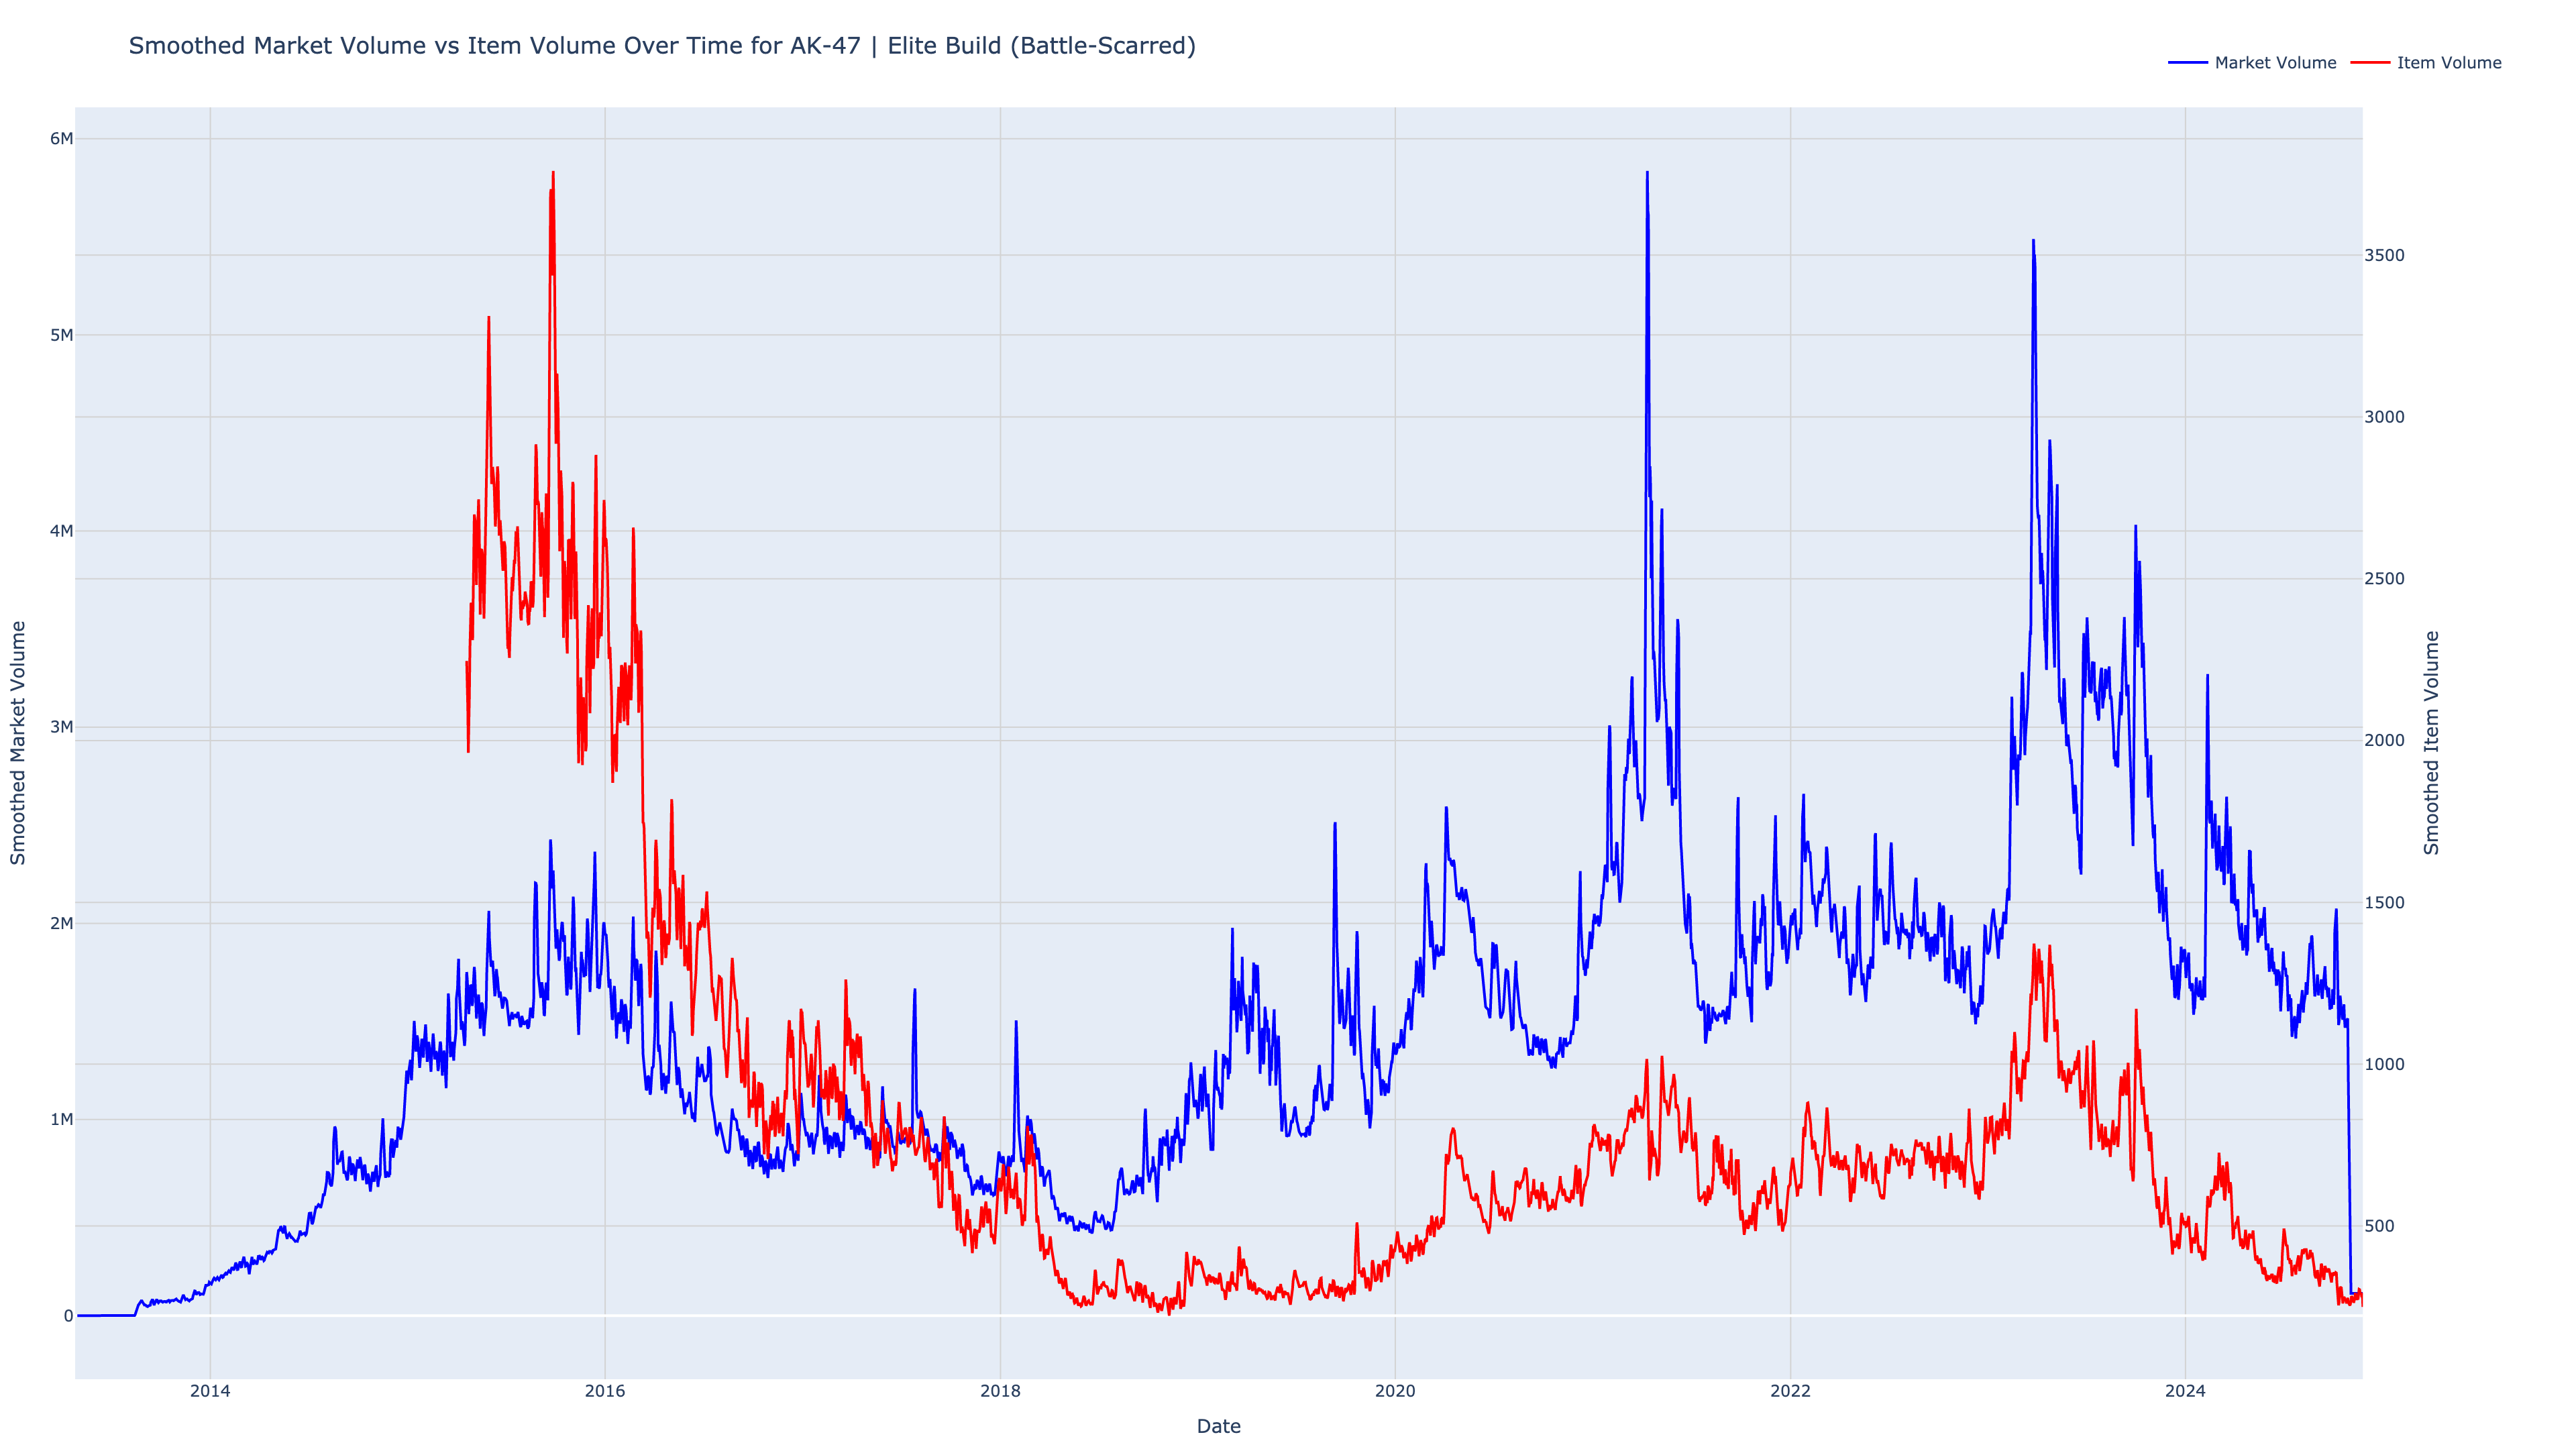 Smoothed Market Volume vs Item Volume Over Time for AK-47 | Elite Build (Battle-Scarred)
Market Volume
Item Volume
6M
5M
4M
3M
2M
1M
0
Smoothed Market Volume
3500
3000
2500
2000
1500
1000
500
Smoothed Item Volume
2014
2016
2018
2020
2022
2024
Date